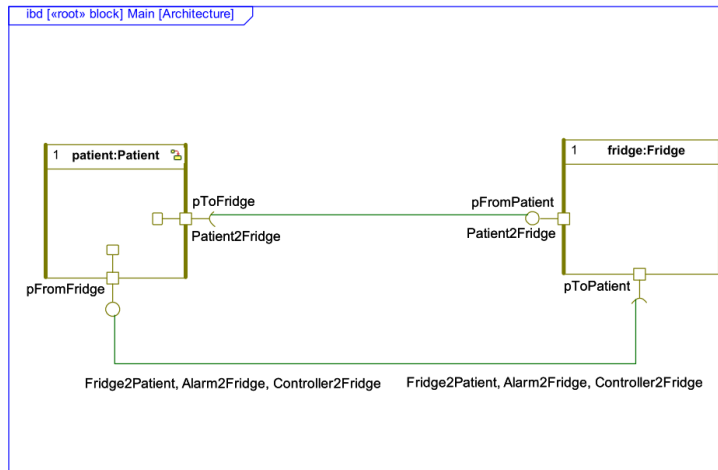 ibd [«root» block] Main [Architecture]
1 patient:Patient
1 fridge:Fridge
pToFridge
pFromPatient
Patient2Fridge
Patient2Fridge
pFromFridge
pToPatient
Fridge2Patient, Alarm2Fridge, Controller2Fridge
Fridge2Patient, Alarm2Fridge, Controller2Fridge